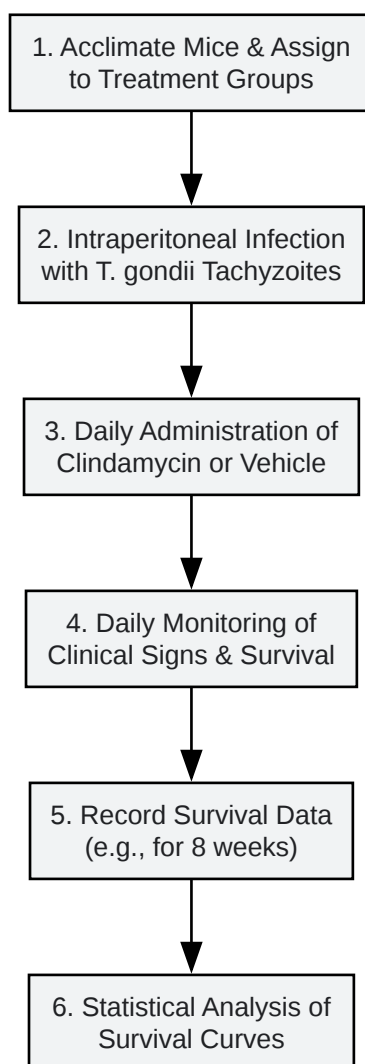 1. Acclimate Mice & Assign
to Treatment Groups
2. Intraperitoneal Infection
with T. gondii Tachyzoites
3. Daily Administration of
Clindamycin or Vehicle
4. Daily Monitoring of
Clinical Signs & Survival
5. Record Survival Data
(e.g., for 8 weeks)
6. Statistical Analysis of
Survival Curves